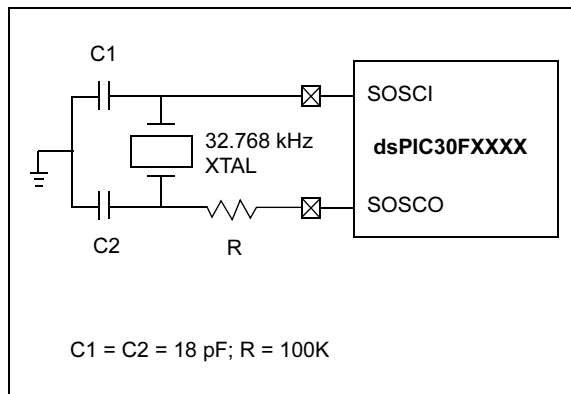 C1
SOSCI
32.768 kHz
XTAL
dsPIC30FXXXX
SOSCO
C2
R
C1 = C2 = 18 pF; R = 100K